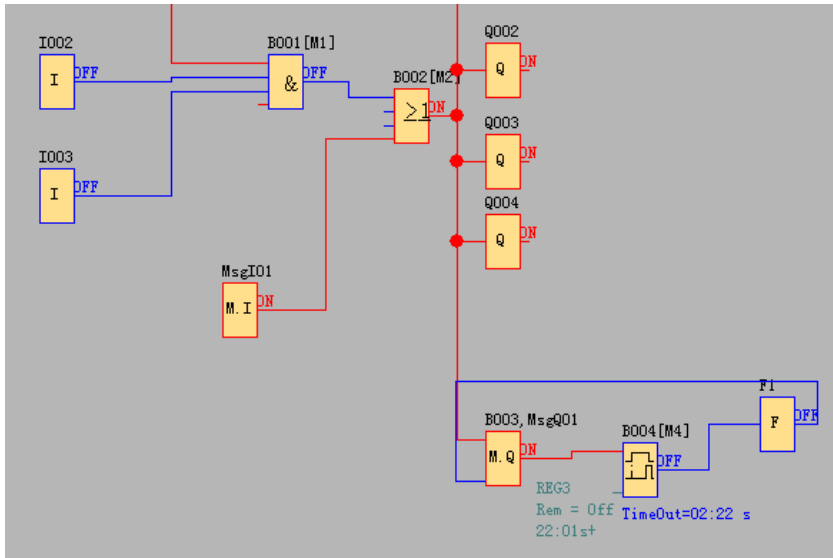 Q002
I002
B001[M1]
Q
ON
I
OFF
&
OFF
B002[M2]
≥1
ON
Q003
Q
ON
I003
I
OFF
Q004
Q
ON
MsgI01
M.I
ON
F1
F
OFF
B003,MsgQ01
M.Q
ON
B004[M4]
OFF
REG3
Rem = Off
22:01s+
TimeOut=02:22 s